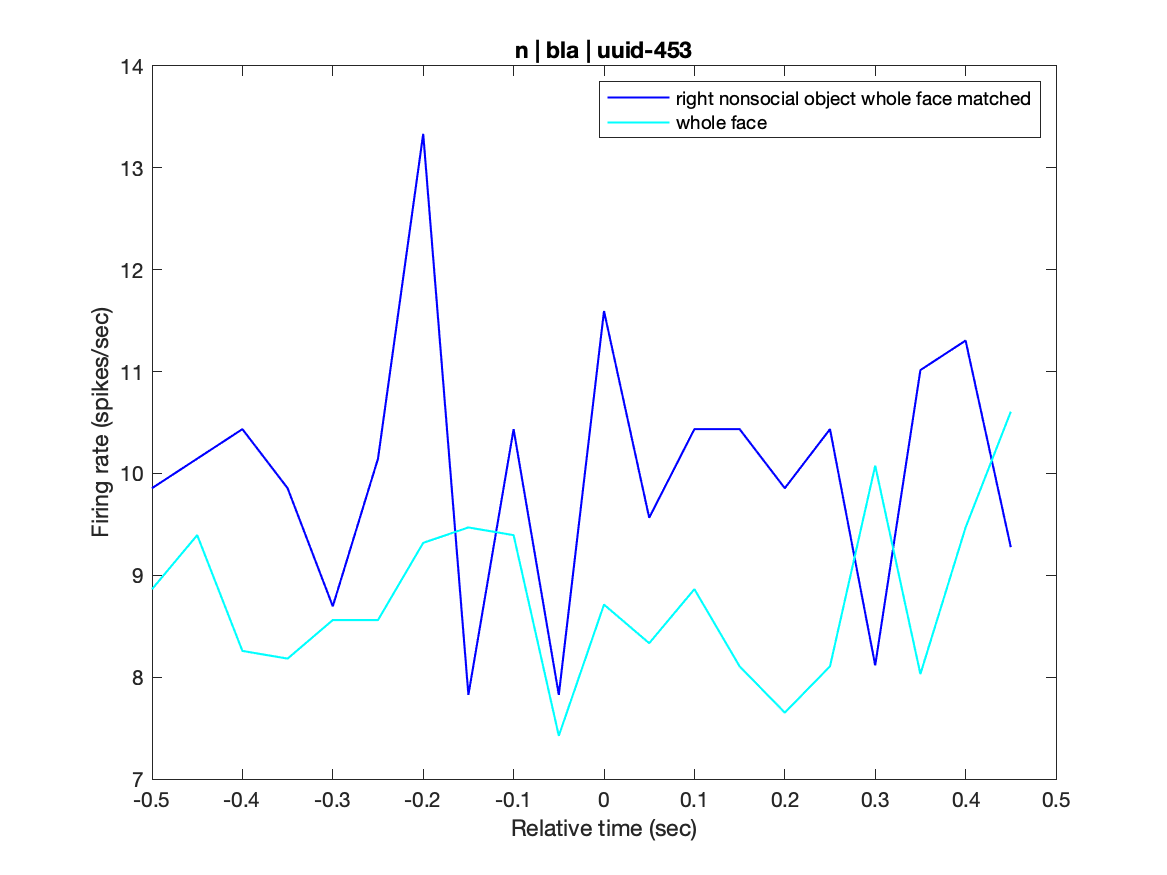 n | bla | uuid-453
right nonsocial object whole face matched
whole face
Firing rate (spikes/sec)
14
13
12
11
10
9
8
7
-0.5 -0.4 -0.3 -0.2 -0.1 0 0.1 0.2 0.3 0.4 0.5
Relative time (sec)